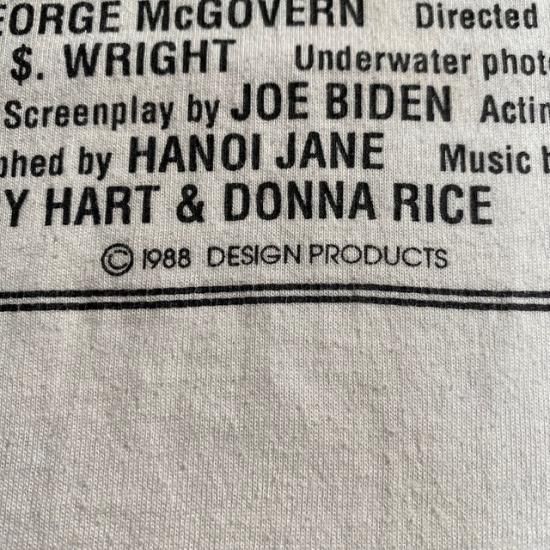 EORGE McGOVERN Directed
$. WRIGHT Underwater phot
Screenplay by JOE BIDEN Actin
phed by HANOI JANE Music b
Y HART & DONNA RICE
© 1988 DESIGN PRODUCTS